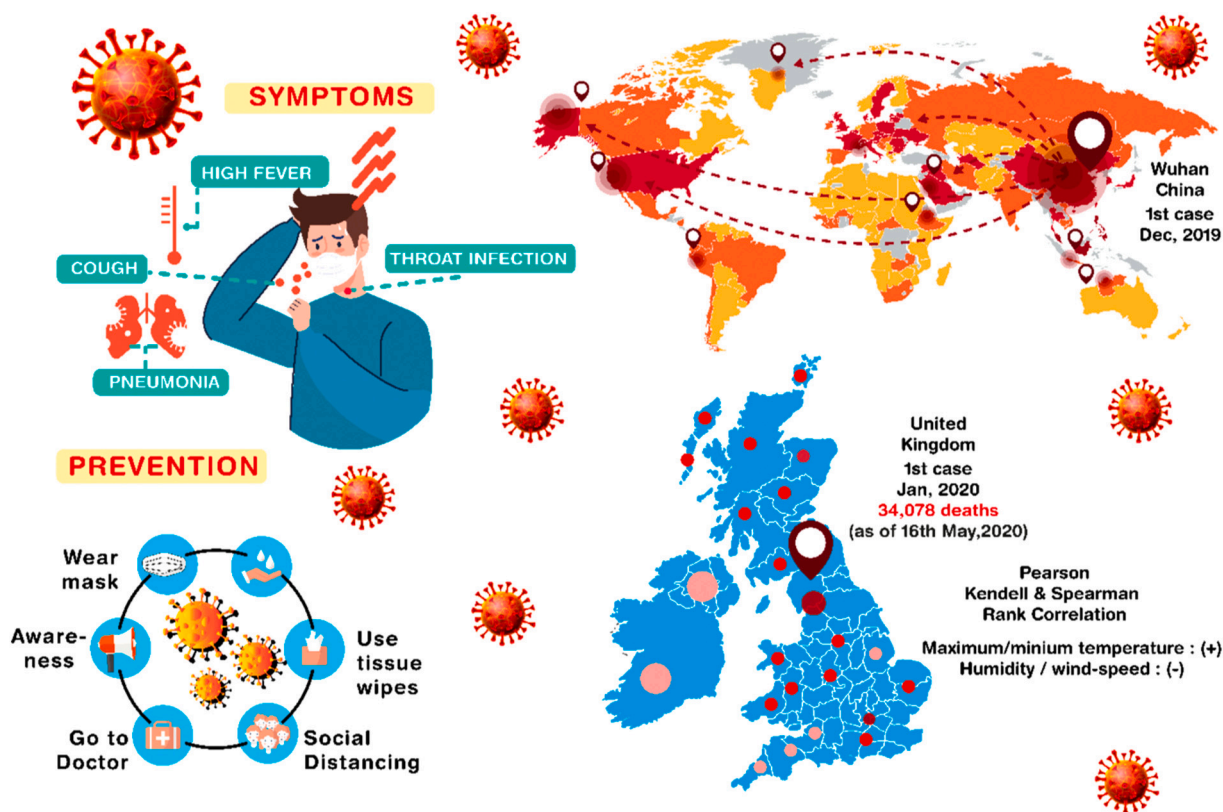 SYMPTOMS
HIGH FEVER
COUGH
THROAT INFECTION
PNEUMONIA
Wuhan
China
1st case
Dec, 2019
United
Kingdom
1st case
Jan, 2020
34,078 deaths
(as of 16th May,2020)
Pearson
Kendell & Spearman
Rank Correlation
Maximum/minium temperature : (+)
Humidity / wind-speed : (-)
PREVENTION
Wear
mask
Aware-
ness
Use
tissue
wipes
Go to
Doctor
Social
Distancing